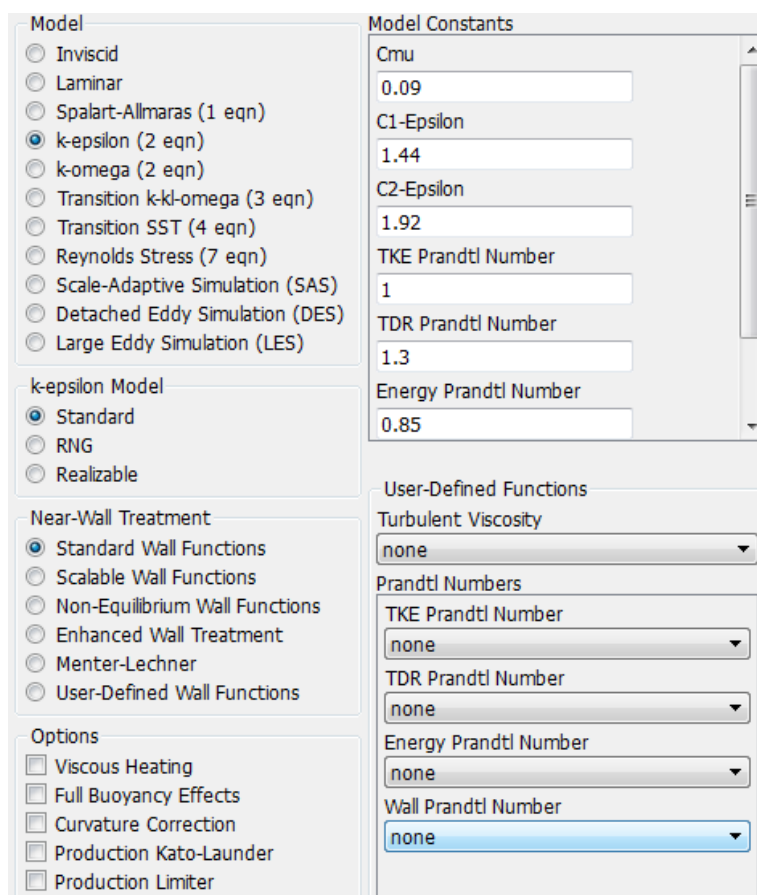 Model
Inviscid
Laminar
Spalart-Allmaras (1 eqn)
k-epsilon (2 eqn)
k-omega (2 eqn)
Transition k-kl-omega (3 eqn)
Transition SST (4 eqn)
Reynolds Stress (7 eqn)
Scale-Adaptive Simulation (SAS)
Detached Eddy Simulation (DES)
Large Eddy Simulation (LES)
k-epsilon Model
Standard
RNG
Realizable
Near-Wall Treatment
Standard Wall Functions
Scalable Wall Functions
Non-Equilibrium Wall Functions
Enhanced Wall Treatment
Menter-Lechner
User-Defined Wall Functions
Options
Viscous Heating
Full Buoyancy Effects
Curvature Correction
Production Kato-Launder
Production Limiter
Model Constants
Cmu
0.09
C1-Epsilon
1.44
C2-Epsilon
1.92
TKE Prandtl Number
1
TDR Prandtl Number
1.3
Energy Prandtl Number
0.85
User-Defined Functions
Turbulent Viscosity
none
Prandtl Numbers
TKE Prandtl Number
none
TDR Prandtl Number
none
Energy Prandtl Number
none
Wall Prandtl Number
none